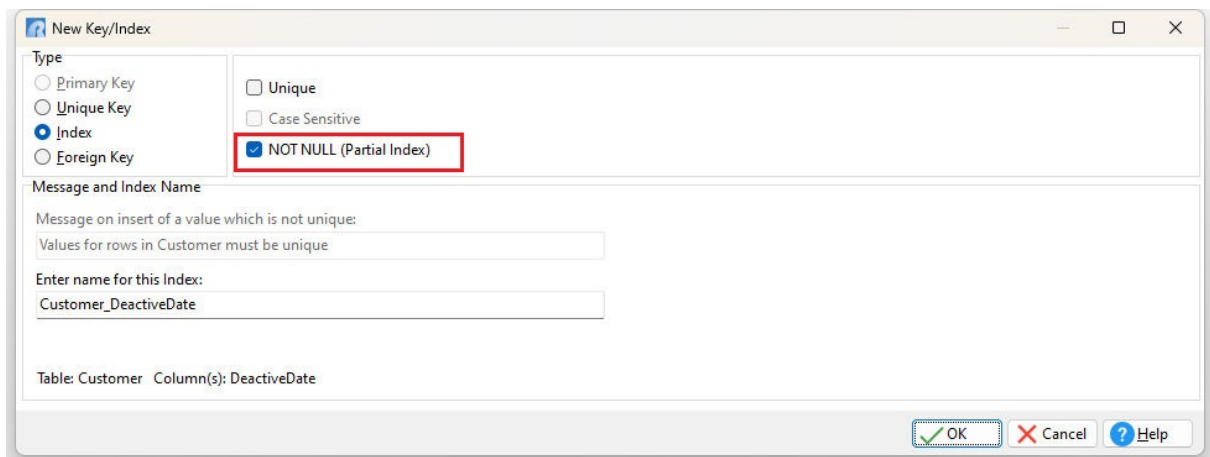 New Key/Index
Type
Primary Key
Unique Key
Index
Foreign Key
Unique
Case Sensitive
NOT NULL (Partial Index)
Message and Index Name
Message on insert of a value which is not unique:
Values for rows in Customer must be unique
Enter name for this Index:
Customer_DeactiveDate
Table: Customer Column(s): DeactiveDate
OK Cancel Help